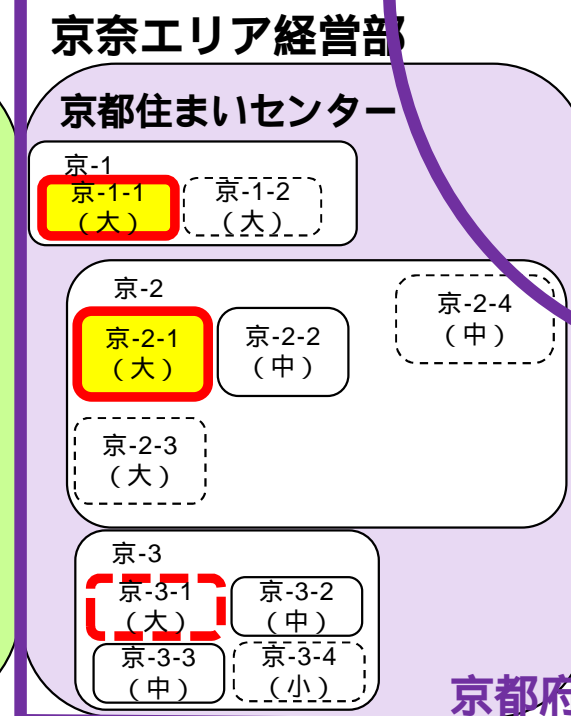 京奈エリア経営部
京都住まいセンター
京-1
京-1-1
（大）
京-1-2
（大）
京-2
京-2-1
（大）
京-2-2
（中）
京-2-4
（中）
京-2-3
（大）
京-3
京-3-1
（大）
京-3-2
（中）
京-3-3
（中）
京-3-4
（小）
京都府